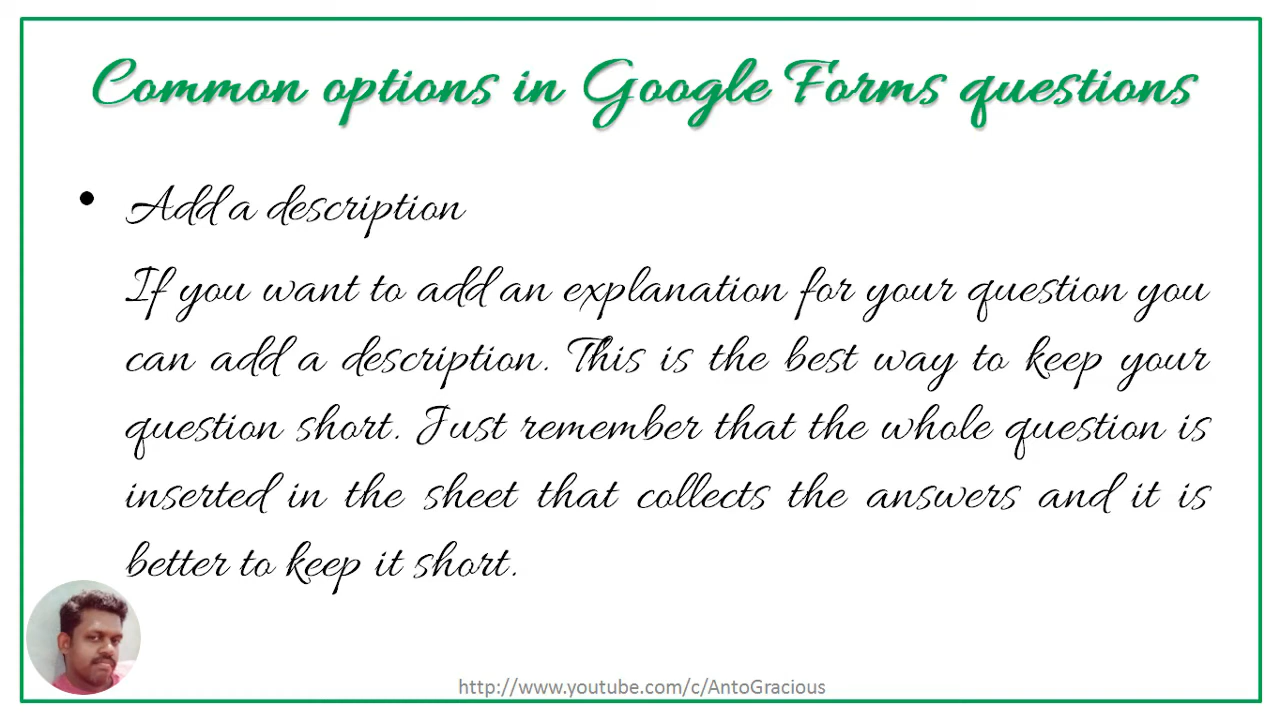 Common options in Google Forms questions
• Add a description
If you want to add an explanation for your question you
can add a description. This is the best way to keep your
question short. Just remember that the whole question is
inserted in the sheet that collects the answers and it is
better to keep it short.
http://www.youtube.com/c/AntoGracious